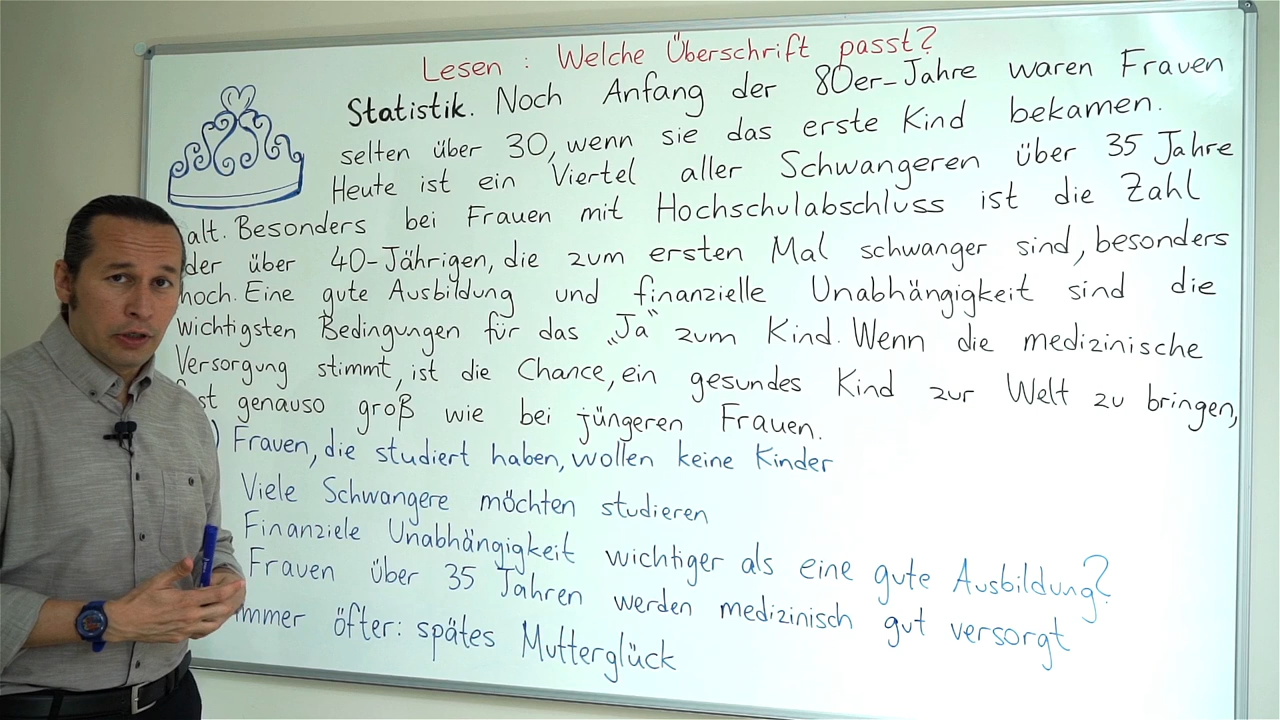 Lesen : Welche Überschrift passt?
Statistik. Noch Anfang der 80er-Jahre waren Frauen
selten über 30, wenn sie das erste Kind bekamen.
Heute ist ein Viertel aller Schwangeren über 35 Jahre
alt. Besonders bei Frauen mit Hochschulabschluss ist die Zahl
der über 40-Jährigen, die zum ersten Mal schwanger sind, besonders
hoch. Eine gute Ausbildung und finanzielle Unabhängigkeit sind die
wichtigsten Bedingungen für das „Ja“ zum Kind. Wenn die medizinische
Versorgung stimmt, ist die Chance, ein gesundes Kind zur Welt zu bringen,
genauso groß wie bei jüngeren Frauen.
) Frauen, die studiert haben, wollen keine Kinder
Viele Schwangere möchten studieren
Finanziele Unabhängigkeit wichtiger als eine gute Ausbildung?
Frauen über 35 Jahren werden medizinisch gut versorgt
Immer öfter: spätes Mutterglück